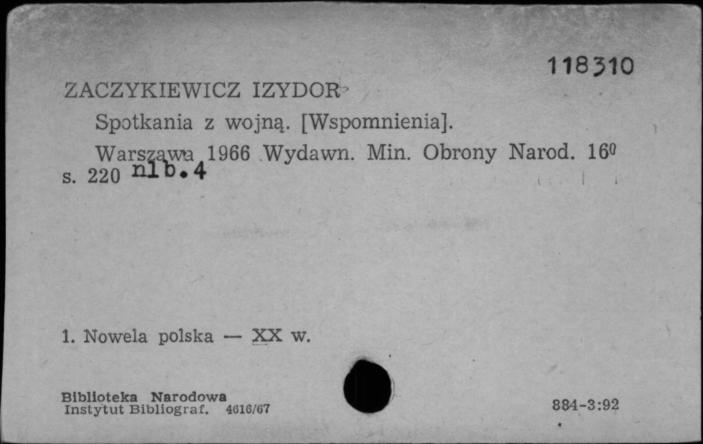 118310
ZACZYKIEWICZ IZYDOR
Spotkania z wojną. [Wspomnienia].
Warszawa 1966 Wydawn. Min. Obrony Narod. 16º
s. 220 nlb. 4
1. Nowela polska — XX w.
Biblioteka Narodowa
Instytut Bibliograf. 4616/67
884-3:92